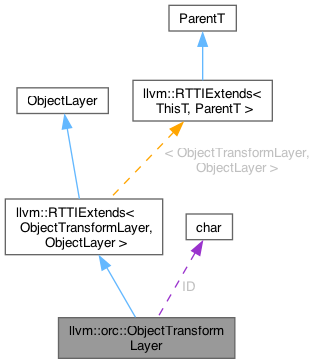 ParentT
llvm::RTTIExtends<
ThisT, ParentT >
ObjectLayer
< ObjectTransformLayer,
ObjectLayer >
llvm::RTTIExtends<
ObjectTransformLayer,
ObjectLayer >
char
ID
llvm::orc::ObjectTransform
Layer